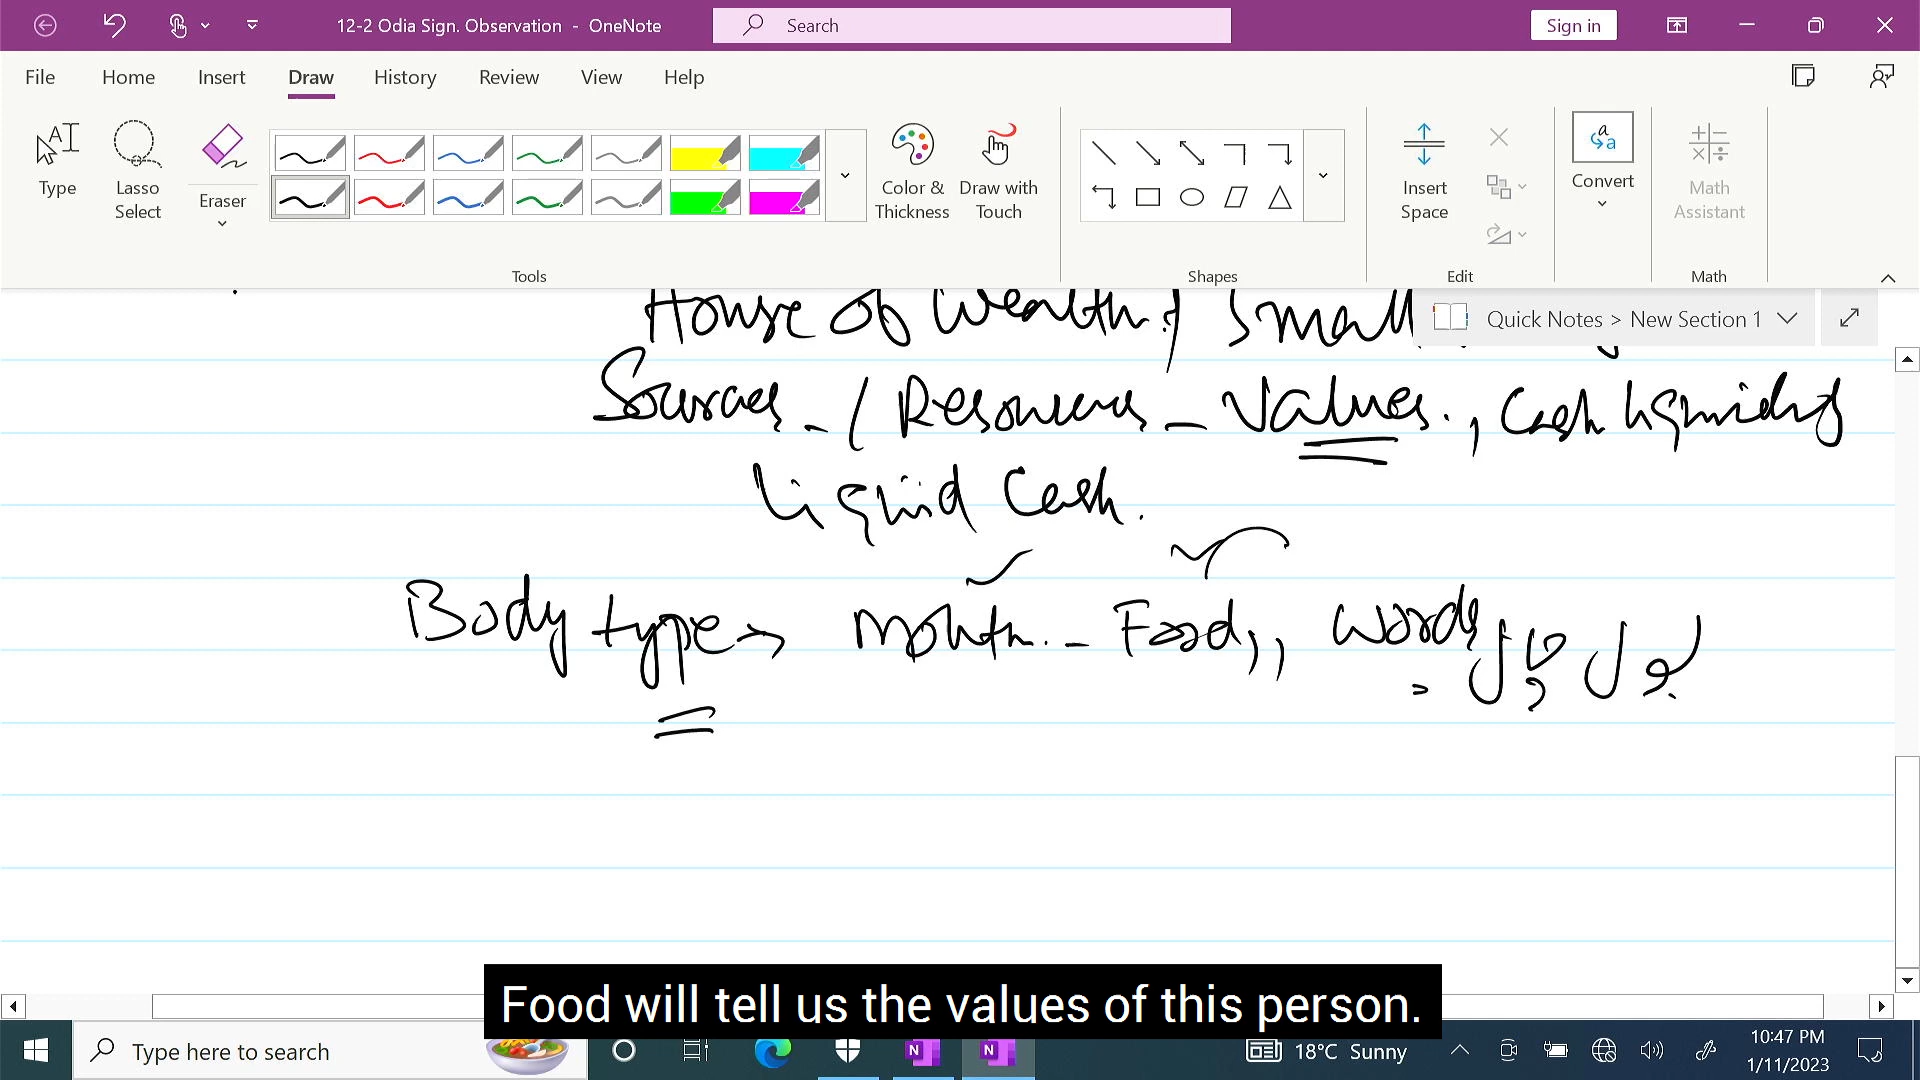 12-2 Odia Sign. Observation - OneNote
Search
Sign in
File Home Insert Draw History Review View Help
Type
Lasso Select
Eraser
Color & Thickness
Draw with Touch
Insert Space
Convert
Math Assistant
Tools Shapes Edit Math
Quick Notes > New Section 1
House of Wealth Small
Sources - / Resources - Values., Cash liquidity
Liquid Cash.
Body type → Mouth. - Food,, words
Food will tell us the values of this person.
Type here to search
18°C Sunny
10:47 PM
1/11/2023